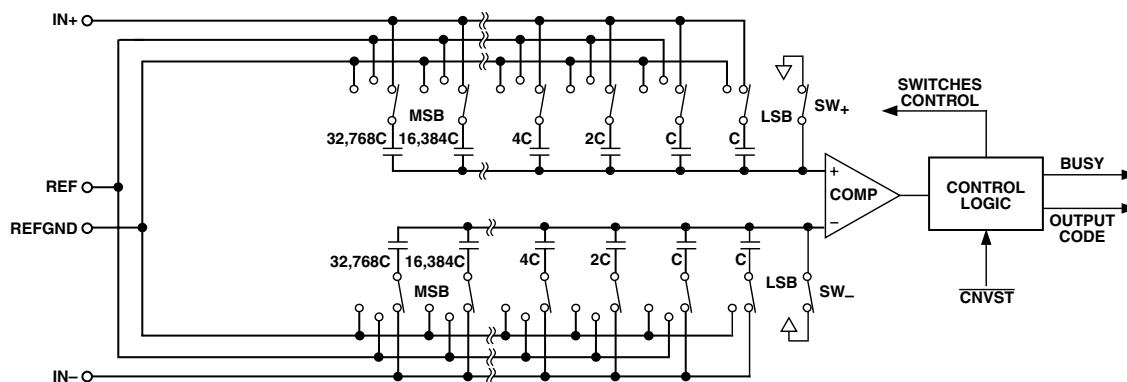 IN+
MSB
32,768C 16,384C
4C
2C
C
C
LSB
SW+
SWITCHES
CONTROL
REF
REFGND
+
COMP
−
CONTROL
LOGIC
BUSY
OUTPUT
CODE
CNVST
32,768C 16,384C
4C
2C
C
C
MSB
LSB
SW−
IN−